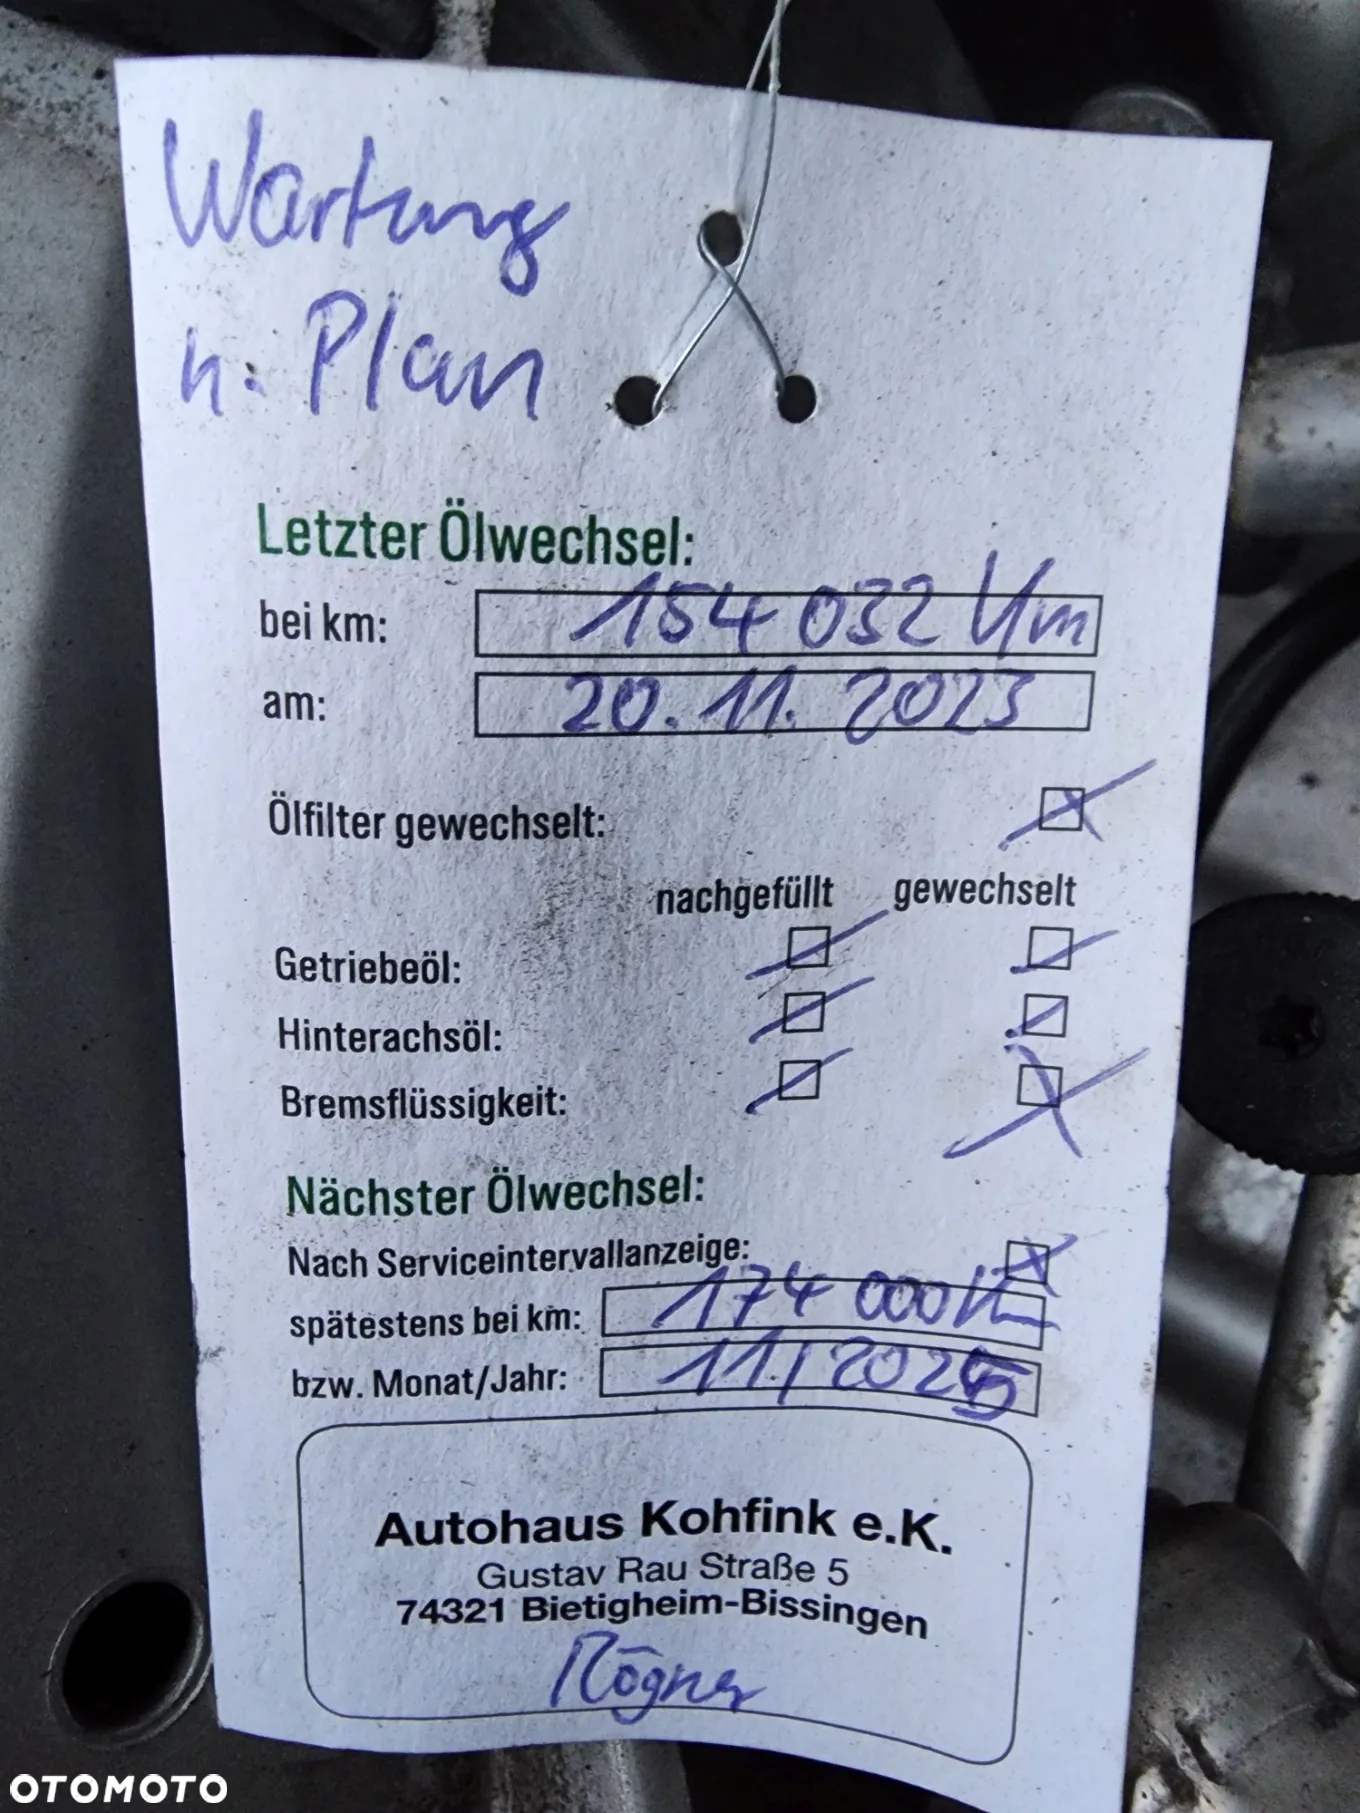 Wartung
n. Plan
Letzter Ölwechsel:
bei km: 154 032 Km
am: 20.11.2023
Ölfilter gewechselt:
nachgefüllt gewechselt
Getriebeöl:
Hinterachsöl:
Bremsflüssigkeit:
Nächster Ölwechsel:
Nach Serviceintervallanzeige:
spätestens bei km: 174 000 Km
bzw. Monat/Jahr: 11/2025
Autohaus Kohfink e.K.
Gustav Rau Straße 5
74321 Bietigheim-Bissingen
Rögner
OTOMOTO